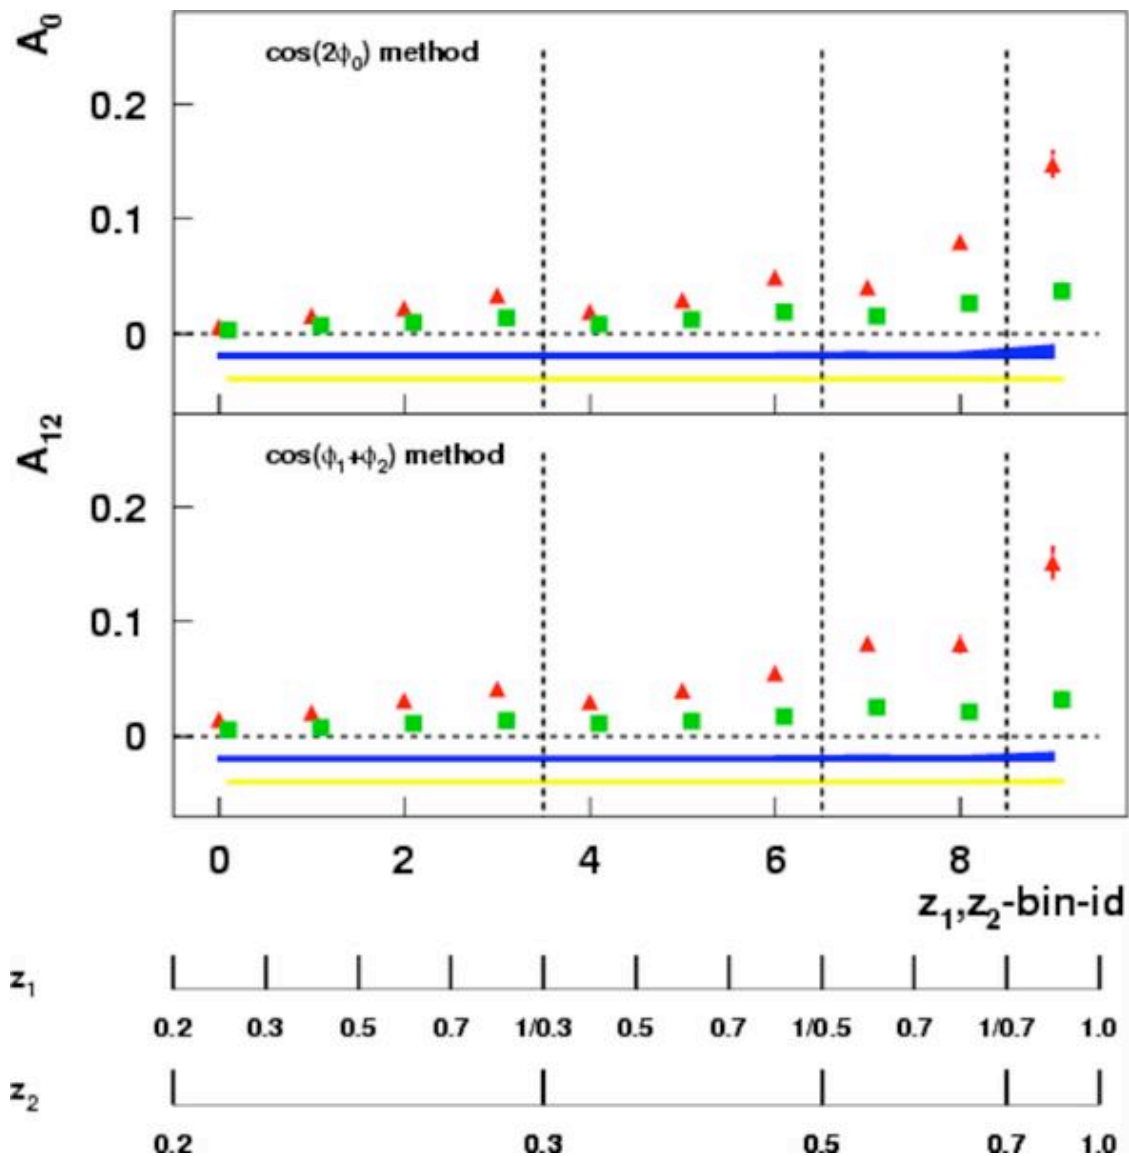 A₀
cos(2ϕ₀) method
0.2
0.1
0
A₁₂
cos(ϕ₁+ϕ₂) method
0.2
0.1
0
0 2 4 6 8
z₁,z₂-bin-id
z₁
0.2 0.3 0.5 0.7 1/0.3 0.5 0.7 1/0.5 0.7 1/0.7 1.0
z₂
0.2 0.3 0.5 0.7 1.0